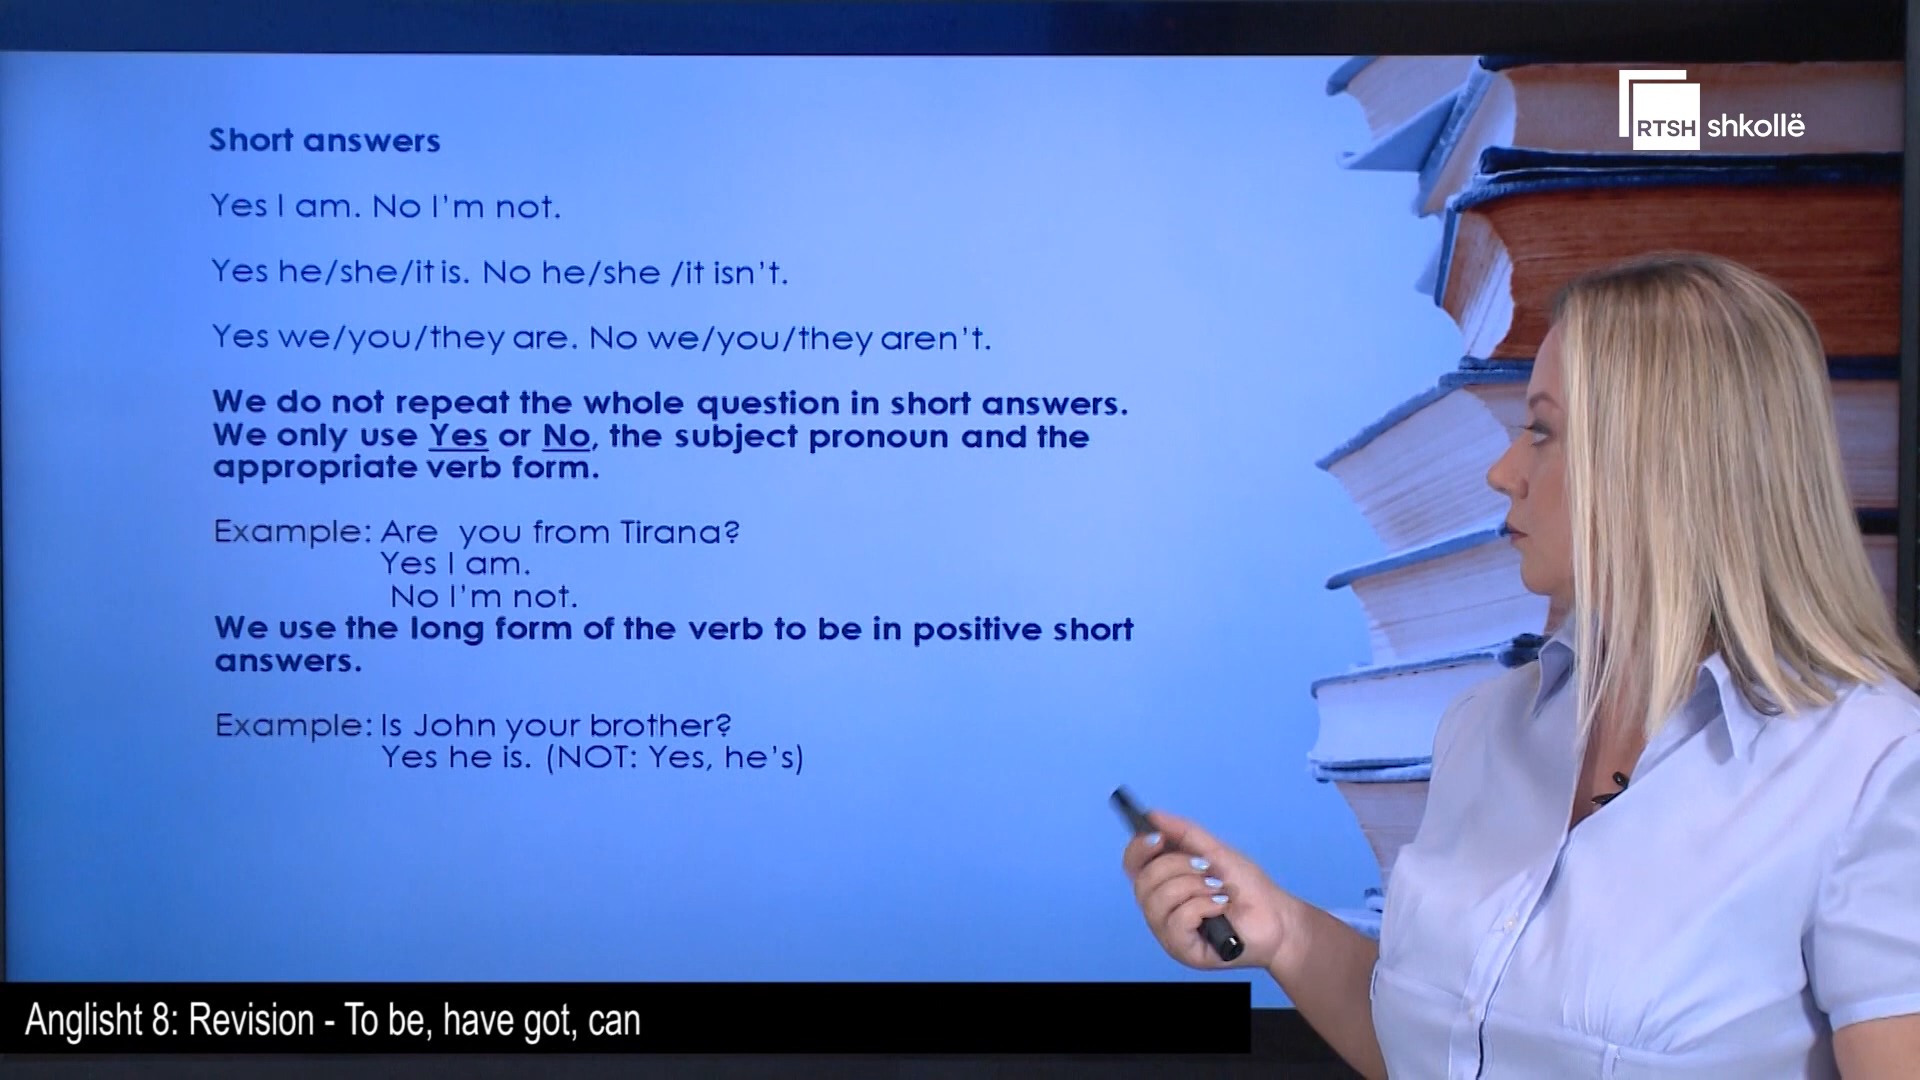 RTSH shkollë
Short answers
Yes I am. No I'm not.
Yes he/she/it is. No he/she /it isn't.
Yes we/you/they are. No we/you/they aren't.
We do not repeat the whole question in short answers.
We only use Yes or No, the subject pronoun and the
appropriate verb form.
Example: Are you from Tirana?
Yes I am.
No I'm not.
We use the long form of the verb to be in positive short
answers.
Example: Is John your brother?
Yes he is. (NOT: Yes, he's)
Anglisht 8: Revision - To be, have got, can